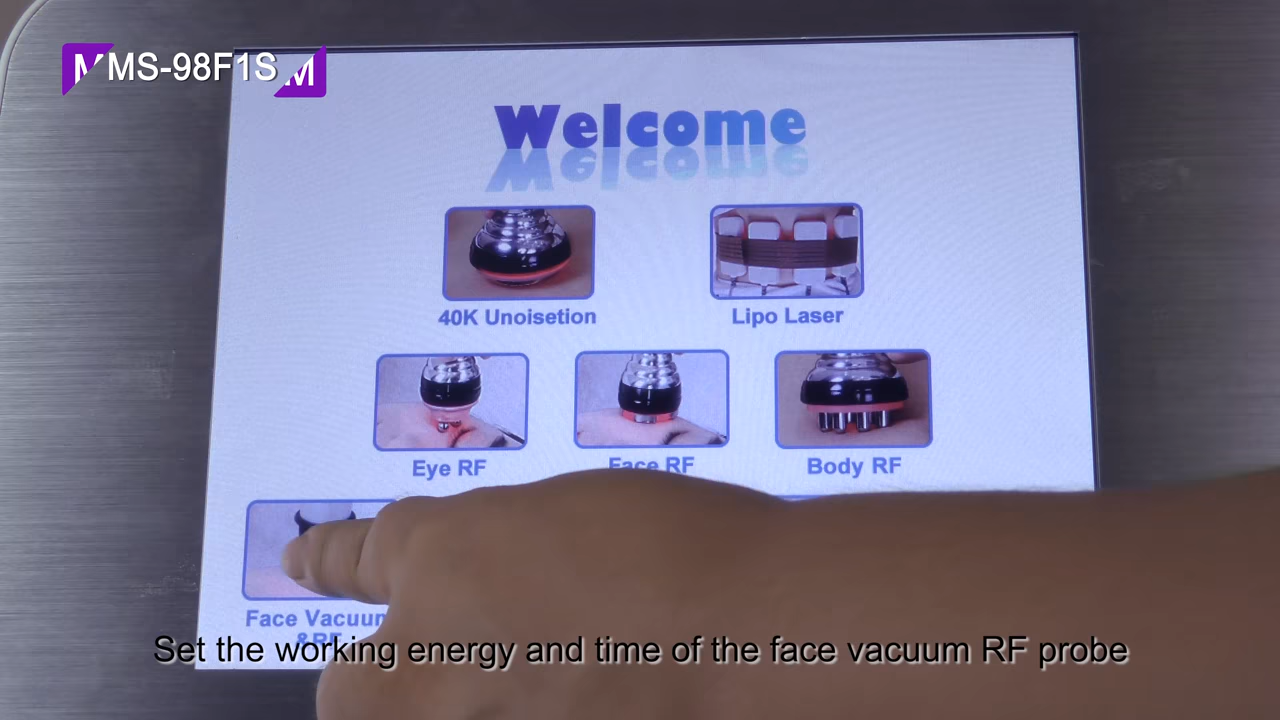 M MS-98F1S M
Welcome
40K Unoisetion
Lipo Laser
Eye RF
Face RF
Body RF
Face Vacuum
&RF
Set the working energy and time of the face vacuum RF probe